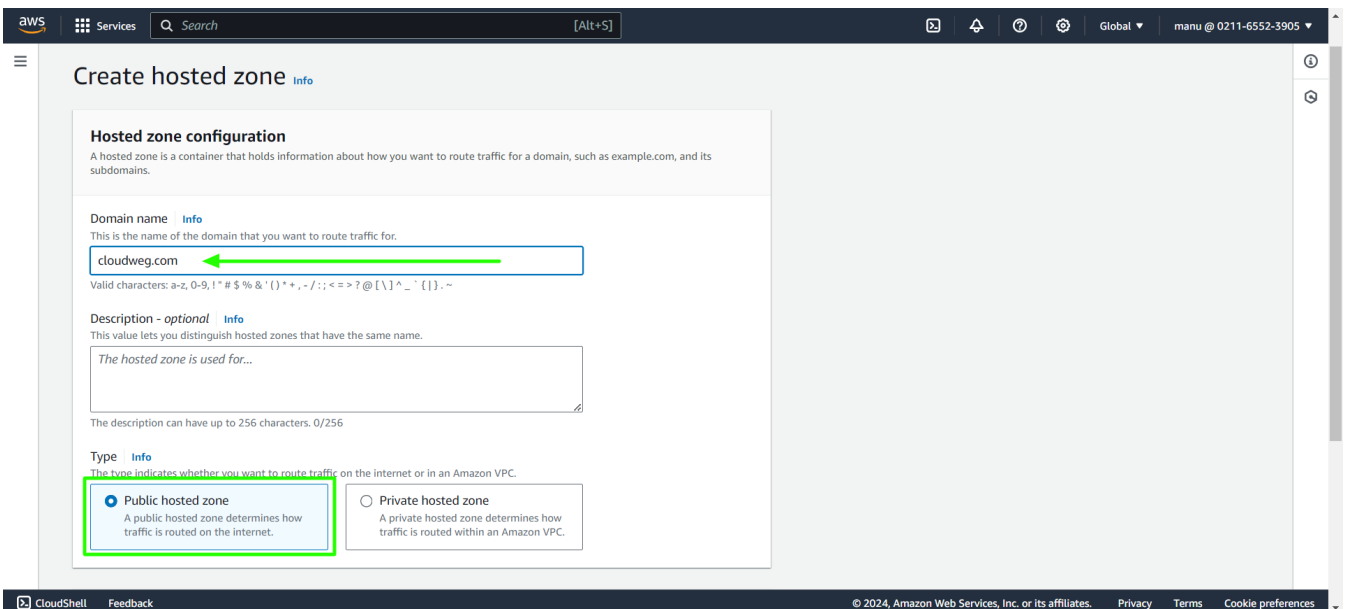 aws
Services
Search
[Alt+S]
Global ▼
manu @ 0211-6552-3905 ▼
Create hosted zone Info
Hosted zone configuration
A hosted zone is a container that holds information about how you want to route traffic for a domain, such as example.com, and its
subdomains.
Domain name Info
This is the name of the domain that you want to route traffic for.
cloudweg.com
Valid characters: a-z, 0-9, ! " # $ % & ' ( ) * + , - / : ; < = > ? @ [ \ ] ^ _ ` { | } . ~
Description - optional Info
This value lets you distinguish hosted zones that have the same name.
The hosted zone is used for...
The description can have up to 256 characters. 0/256
Type Info
The type indicates whether you want to route traffic on the internet or in an Amazon VPC.
Public hosted zone
A public hosted zone determines how
traffic is routed on the internet.
Private hosted zone
A private hosted zone determines how
traffic is routed within an Amazon VPC.
CloudShell
Feedback
© 2024, Amazon Web Services, Inc. or its affiliates.
Privacy
Terms
Cookie preferences